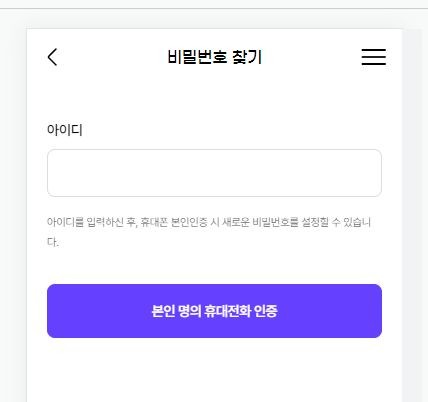 비밀번호 찾기
아이디
아이디를 입력하신 후, 휴대폰 본인인증 시 새로운 비밀번호를 설정할 수 있습니
다.
본인 명의 휴대전화 인증